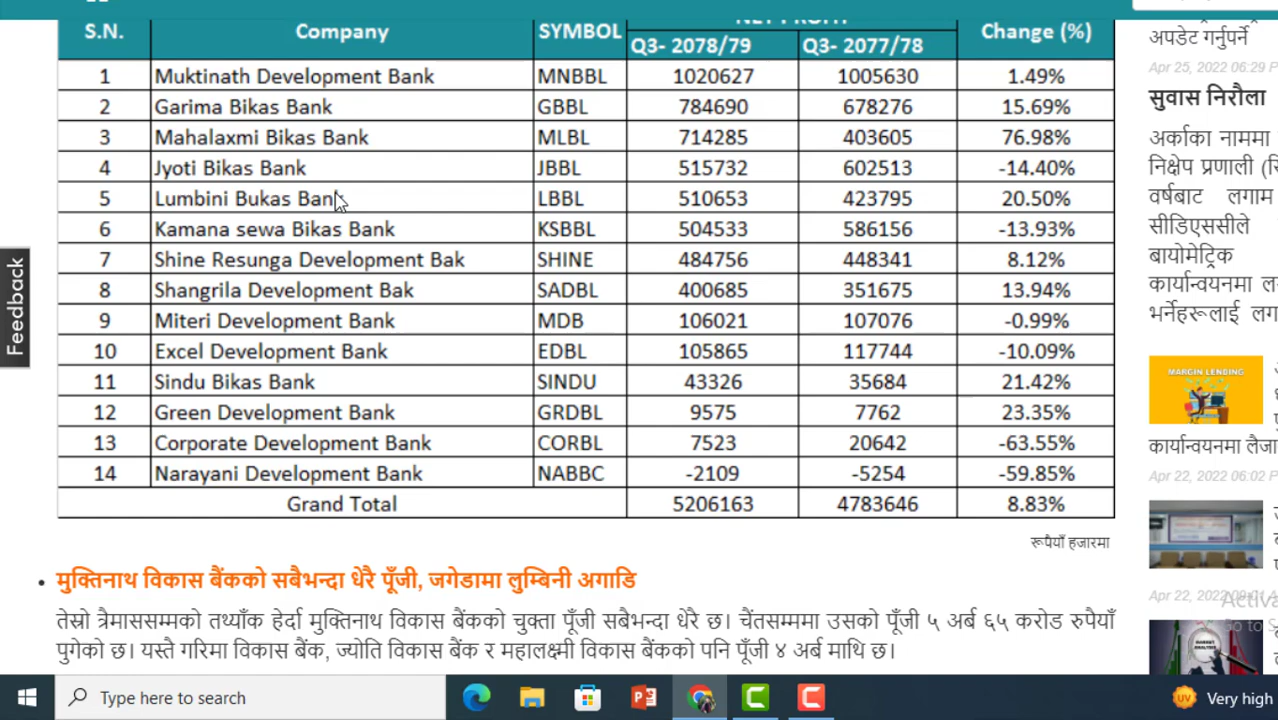 S.N. Company SYMBOL NET PROFIT Change (%)
Q3- 2078/79 Q3- 2077/78
1 Muktinath Development Bank MNBBL 1020627 1005630 1.49%
2 Garima Bikas Bank GBBL 784690 678276 15.69%
3 Mahalaxmi Bikas Bank MLBL 714285 403605 76.98%
4 Jyoti Bikas Bank JBBL 515732 602513 -14.40%
5 Lumbini Bukas Bank LBBL 510653 423795 20.50%
6 Kamana sewa Bikas Bank KSBBL 504533 586156 -13.93%
7 Shine Resunga Development Bak SHINE 484756 448341 8.12%
8 Shangrila Development Bak SADBL 400685 351675 13.94%
9 Miteri Development Bank MDB 106021 107076 -0.99%
10 Excel Development Bank EDBL 105865 117744 -10.09%
11 Sindu Bikas Bank SINDU 43326 35684 21.42%
12 Green Development Bank GRDBL 9575 7762 23.35%
13 Corporate Development Bank CORBL 7523 20642 -63.55%
14 Narayani Development Bank NABBC -2109 -5254 -59.85%
Grand Total 5206163 4783646 8.83%
रूपैयाँ हजारमा
मुक्तिनाथ विकास बैंकको सबैभन्दा धेरै पूँजी, जगेडामा लुम्बिनी अगाडि
तेस्रो त्रैमाससम्मको तथ्याँक हेर्दा मुक्तिनाथ विकास बैंकको चुक्ता पूँजी सबैभन्दा धेरै छ। चैतसम्ममा उसको पूँजी ५ अर्ब ६५ करोड रुपैयाँ
पुगेको छ। यस्तै गरिमा विकास बैंक, ज्योति विकास बैंक र महालक्ष्मी विकास बैंकको पनि पूँजी ४ अर्ब माथि छ।
Feedback
अपडेट गर्नुपर्ने
Apr 25, 2022 06:29
सुवास निरौला
अर्काका नाममा
निक्षेप प्रणाली
वर्षबाट लगाम
सीडिएससीले
बायोमेट्रिक
कार्यान्वयनमा
भर्नेहरूलाई
MARGIN LENDING
कार्यान्वयनमा
Apr 22, 2022 06:02
Apr 22, 2022
MARKET ANALYSIS
Type here to search
Very high